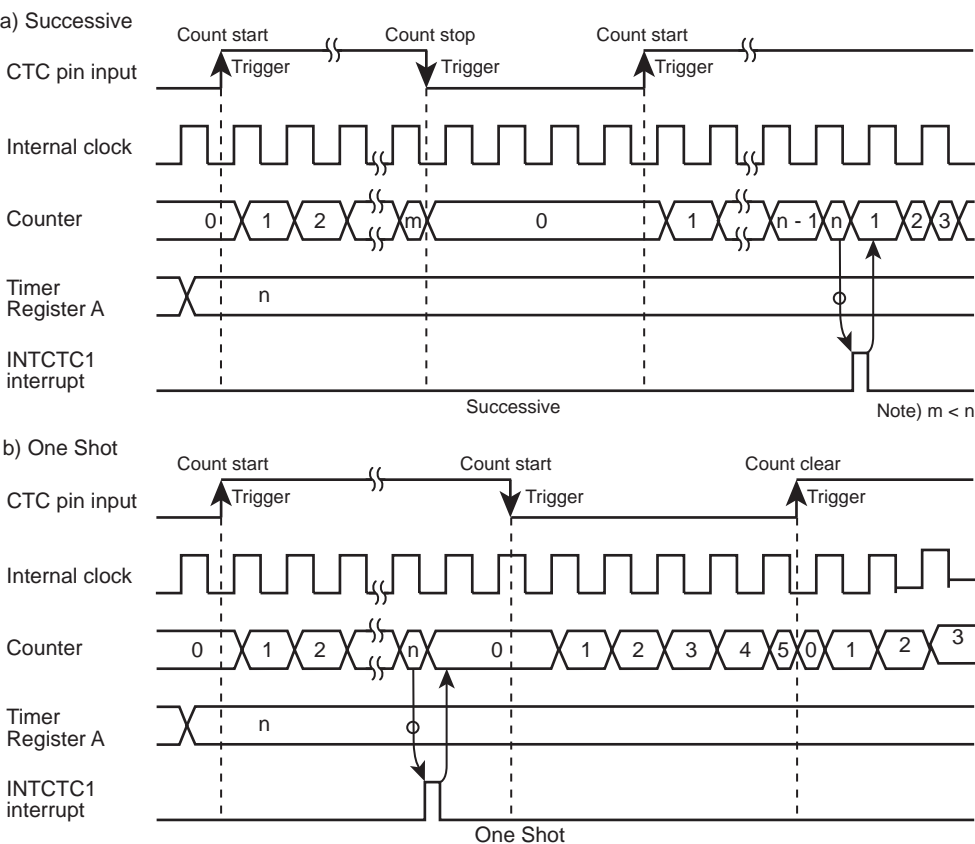 a) Successive
Count start Count stop Count start
CTC pin input Trigger Trigger Trigger
Internal clock
Counter 0 1 2 m 0 1 n - 1 n 1 2 3
Timer
Register A n
INTCTC1
interrupt
Successive
Note) m < n
b) One Shot
Count start Count start Count clear
CTC pin input Trigger Trigger Trigger
Internal clock
Counter 0 1 2 n 0 1 2 3 4 5 0 1 2 3
Timer
Register A n
INTCTC1
interrupt
One Shot